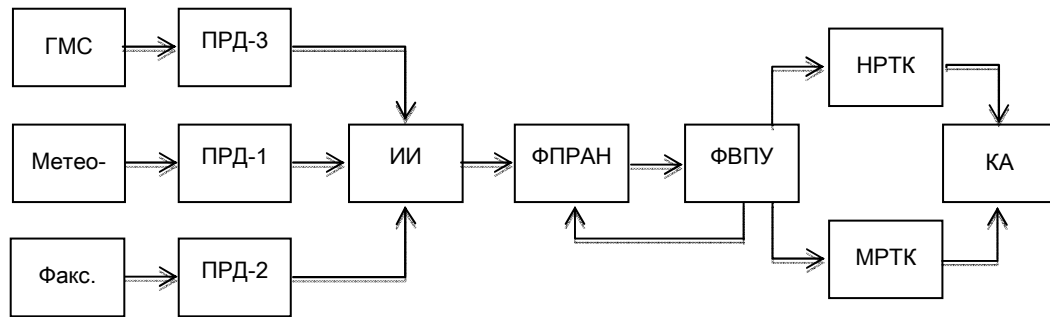 ГМС
ПРД-3
НРТК
Метео-
ПРД-1
ИИ
ФПРАН
ФВПУ
КА
Факс.
ПРД-2
МРТК